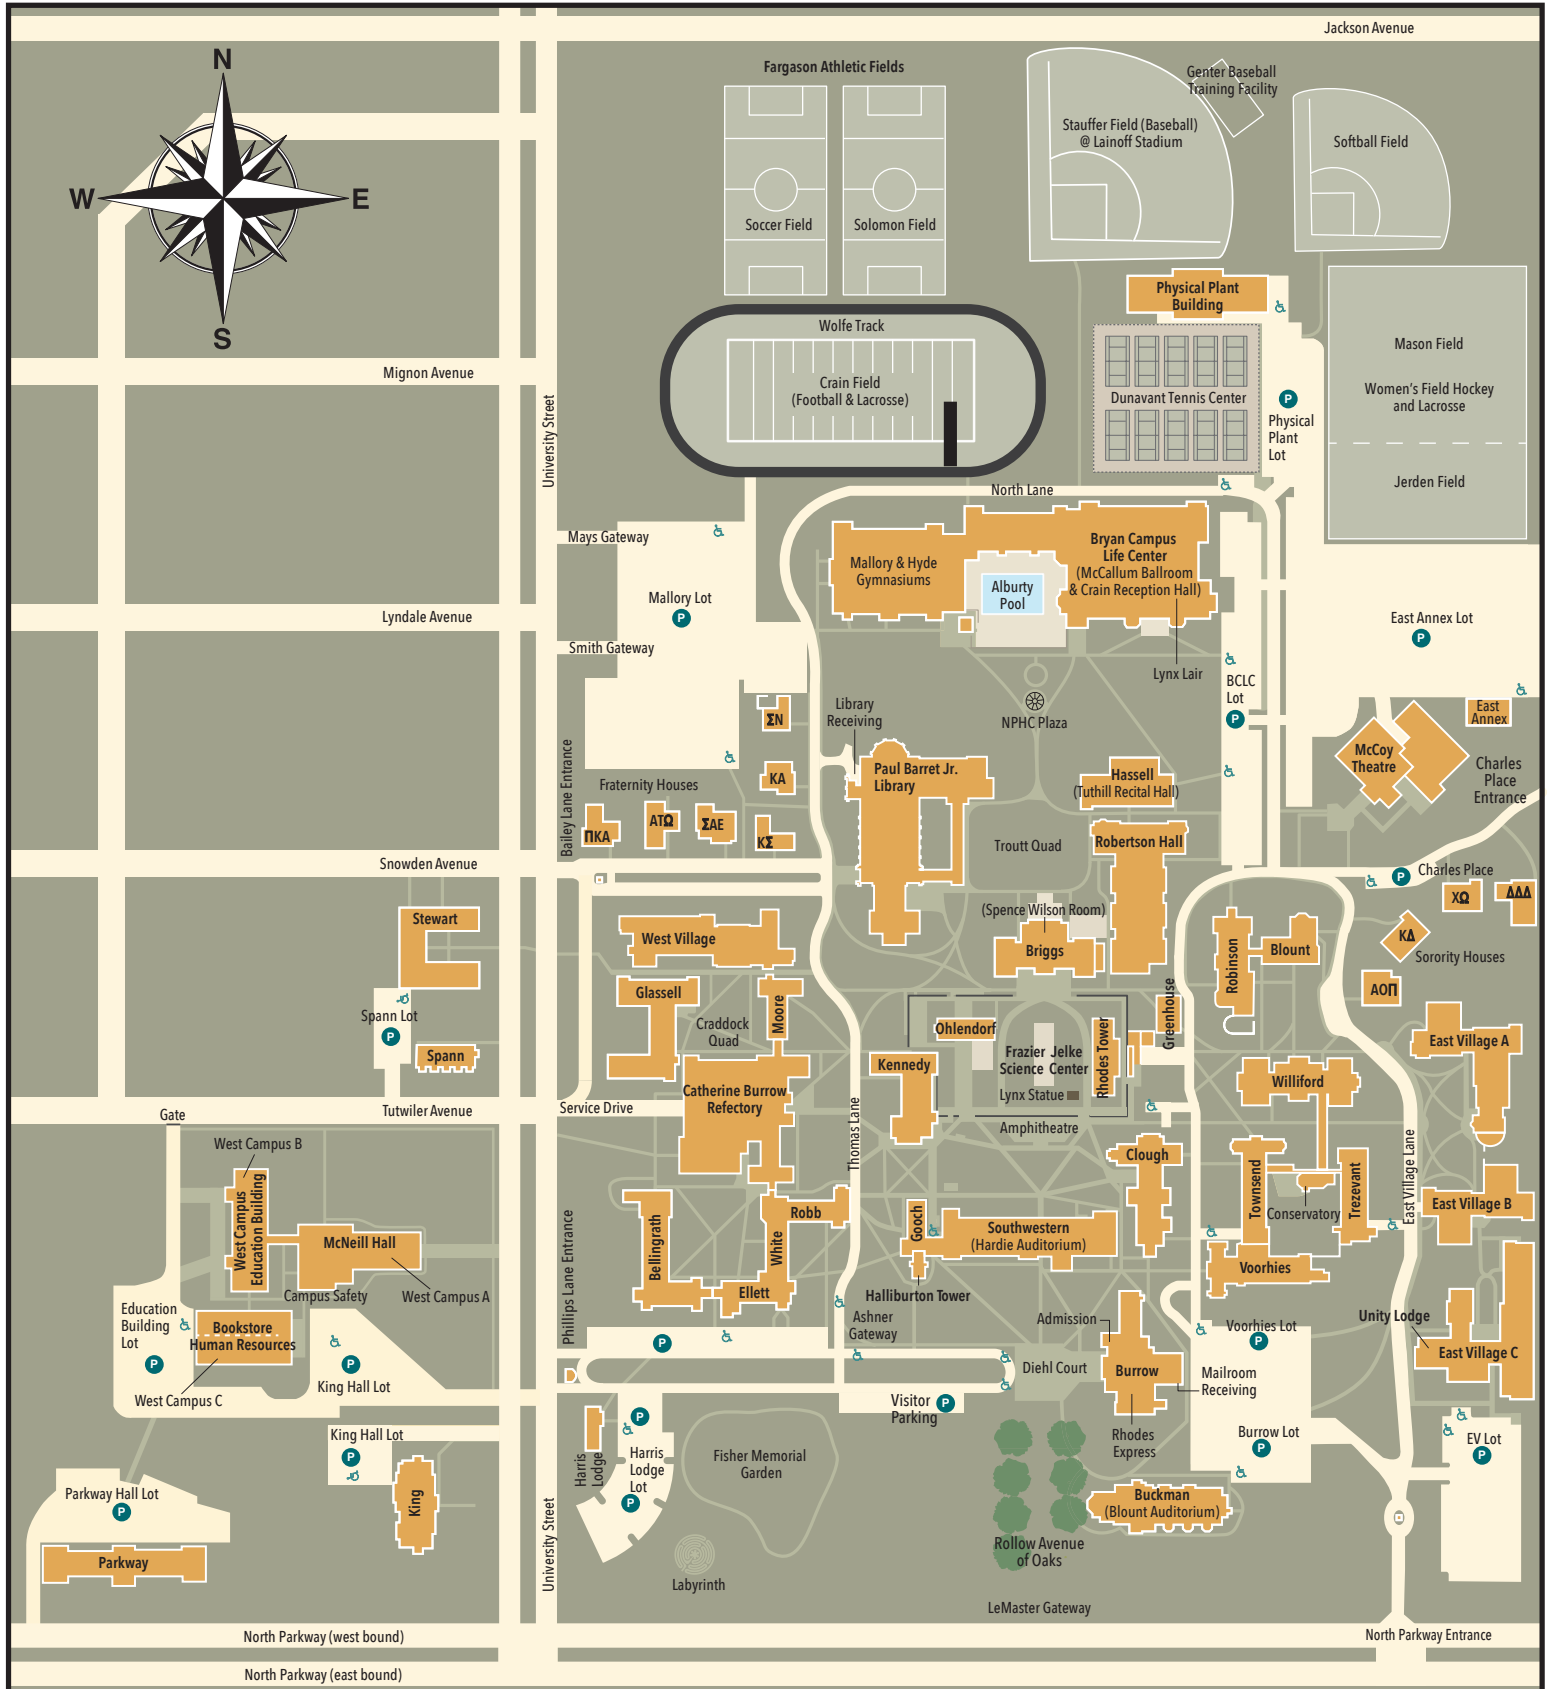 Jackson Avenue
N
W
E
S
Fargason Athletic Fields
Genter Baseball
Training Facility
Stauffer Field (Baseball)
@ Lainoff Stadium
Softball Field
Soccer Field
Solomon Field
Physical Plant
Building
Wolfe Track
Crain Field
(Football & Lacrosse)
Mason Field
Women's Field Hockey
and Lacrosse
Jerden Field
Dunavant Tennis Center
P
Physical
Plant
Lot
Mignon Avenue
University Street
North Lane
Mays Gateway
Mallory & Hyde
Gymnasiums
Bryan Campus
Life Center
(McCallum Ballroom
& Crain Reception Hall)
Alburty
Pool
Mallory Lot
P
Lyndale Avenue
East Annex Lot
P
Smith Gateway
Lynx Lair
BCLC
Lot
P
Library
Receiving
NPHC Plaza
East
Annex
ΣΝ
McCoy
Theatre
Charles
Place
Entrance
Bailey Lane Entrance
Fraternity Houses
ΚΑ
Paul Barret Jr.
Library
Hassell
(Tuthill Recital Hall)
ΠΚΑ
ΑΤΩ
ΣΑΕ
ΚΣ
Troutt Quad
Robertson Hall
Snowden Avenue
Charles Place
P
ΧΩ
ΔΔΔ
Stewart
(Spence Wilson Room)
West Village
Briggs
Robinson
Blount
ΚΔ
Sorority Houses
ΑΟΠ
Glassell
Moore
Craddock
Quad
Greenhouse
Spann Lot
P
Spann
Ohlendorf
Frazier Jelke
Science Center
Rhodes Tower
East Village A
Kennedy
Lynx Statue
Williford
Catherine Burrow
Refectory
Tutwiler Avenue
Service Drive
Gate
Amphitheatre
Thomas Lane
West Campus B
Clough
Townsend
Trezevant
East Village Lane
West Campus
Education Building
Conservatory
East Village B
Robb
Gooch
Southwestern
(Hardie Auditorium)
McNeill Hall
Bellingrath
White
Voorhies
Phillips Lane Entrance
Campus Safety
West Campus A
Ellett
Halliburton Tower
Education
Building
Lot
P
Bookstore
Human Resources
Ashner
Gateway
Admission
Voorhies Lot
P
Unity Lodge
P
East Village C
P
King Hall Lot
West Campus C
Diehl Court
Burrow
Mailroom
Receiving
Visitor
Parking
P
P
King Hall Lot
P
Harris
Lodge
Harris
Lodge
Lot
P
Fisher Memorial
Garden
Rhodes
Express
Burrow Lot
P
EV Lot
P
Parkway Hall Lot
P
King
Buckman
(Blount Auditorium)
University Street
Parkway
Labyrinth
Rollow Avenue
of Oaks
LeMaster Gateway
North Parkway (west bound)
North Parkway Entrance
North Parkway (east bound)